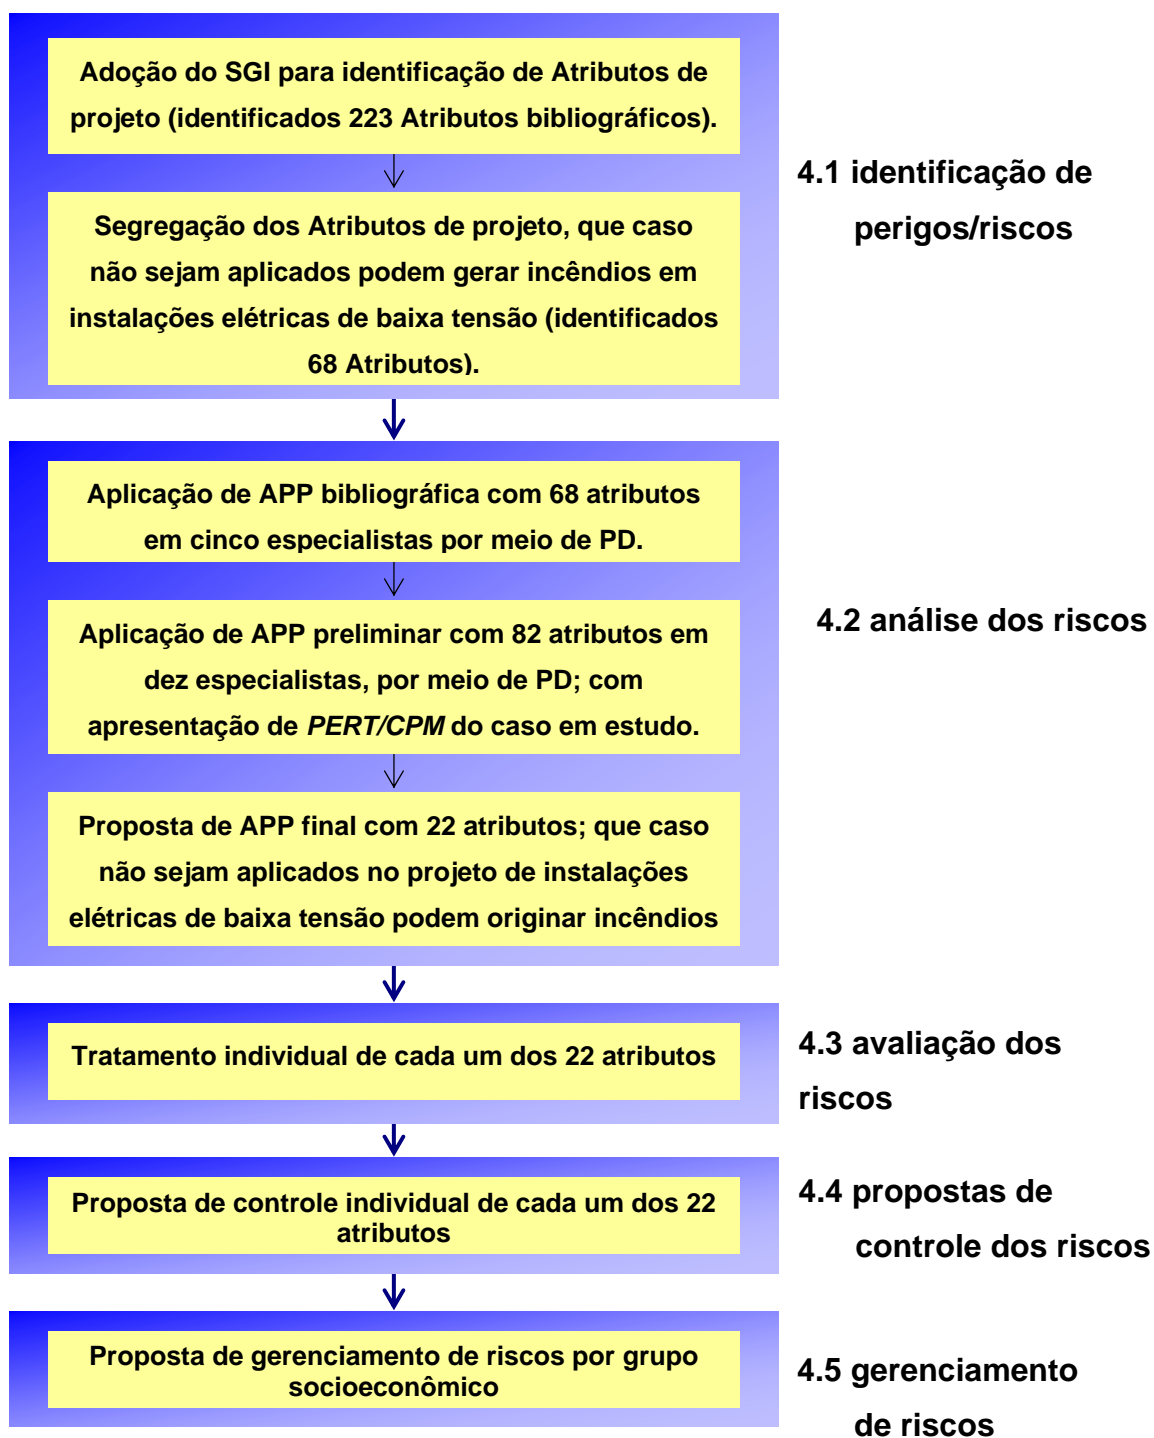 Adoção do SGI para identificação de Atributos de
projeto (identificados 223 Atributos bibliográficos).
Segregação dos Atributos de projeto, que caso
não sejam aplicados podem gerar incêndios em
instalações elétricas de baixa tensão (identificados
68 Atributos).
4.1 identificação de
perigos/riscos
Aplicação de APP bibliográfica com 68 atributos
em cinco especialistas por meio de PD.
Aplicação de APP preliminar com 82 atributos em
dez especialistas, por meio de PD; com
apresentação de PERT/CPM do caso em estudo.
Proposta de APP final com 22 atributos; que caso
não sejam aplicados no projeto de instalações
elétricas de baixa tensão podem originar incêndios
4.2 análise dos riscos
Tratamento individual de cada um dos 22 atributos
4.3 avaliação dos
riscos
Proposta de controle individual de cada um dos 22
atributos
4.4 propostas de
controle dos riscos
Proposta de gerenciamento de riscos por grupo
socioeconômico
4.5 gerenciamento
de riscos